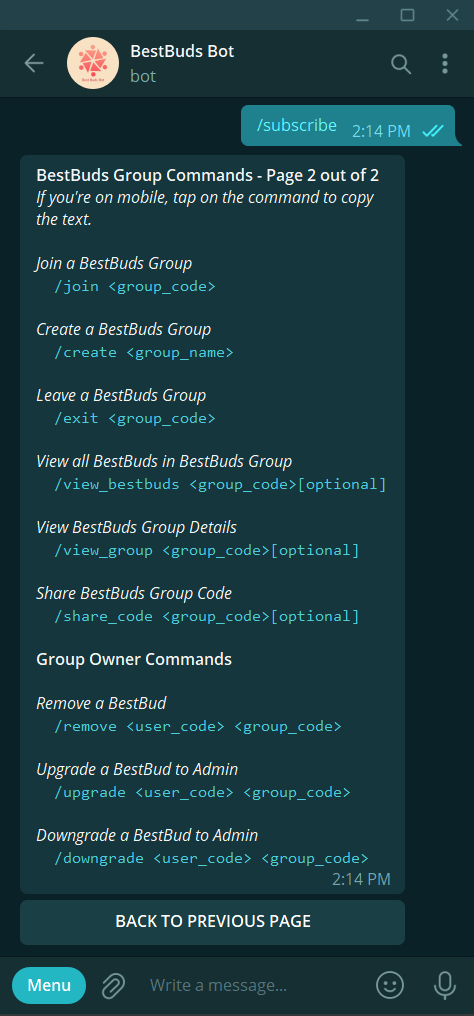 BestBuds Bot
bot
/subscribe
2:14 PM
BestBuds Group Commands - Page 2 out of 2
If you're on mobile, tap on the command to copy
the text.
Join a BestBuds Group
/join <group_code>
Create a BestBuds Group
/create <group_name>
Leave a BestBuds Group
/exit <group_code>
View all BestBuds in BestBuds Group
/view_bestbuds <group_code>[optional]
View BestBuds Group Details
/view_group <group_code>[optional]
Share BestBuds Group Code
/share_code <group_code>[optional]
Group Owner Commands
Remove a BestBud
/remove <user_code> <group_code>
Upgrade a BestBud to Admin
/upgrade <user_code> <group_code>
Downgrade a BestBud to Admin
/downgrade <user_code> <group_code>
2:14 PM
BACK TO PREVIOUS PAGE
Menu
Write a message...